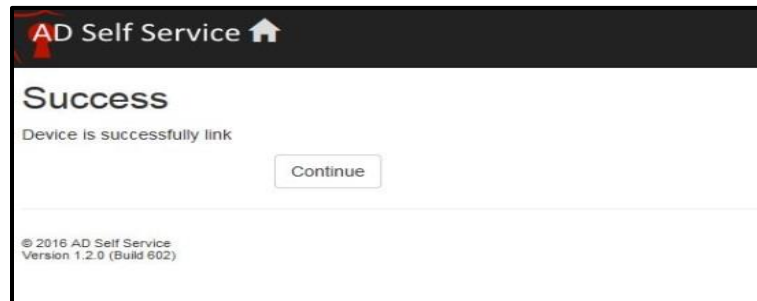 AD Self Service
Success
Device is successfully link
Continue
© 2016 AD Self Service
Version 1.2.0 (Build 602)